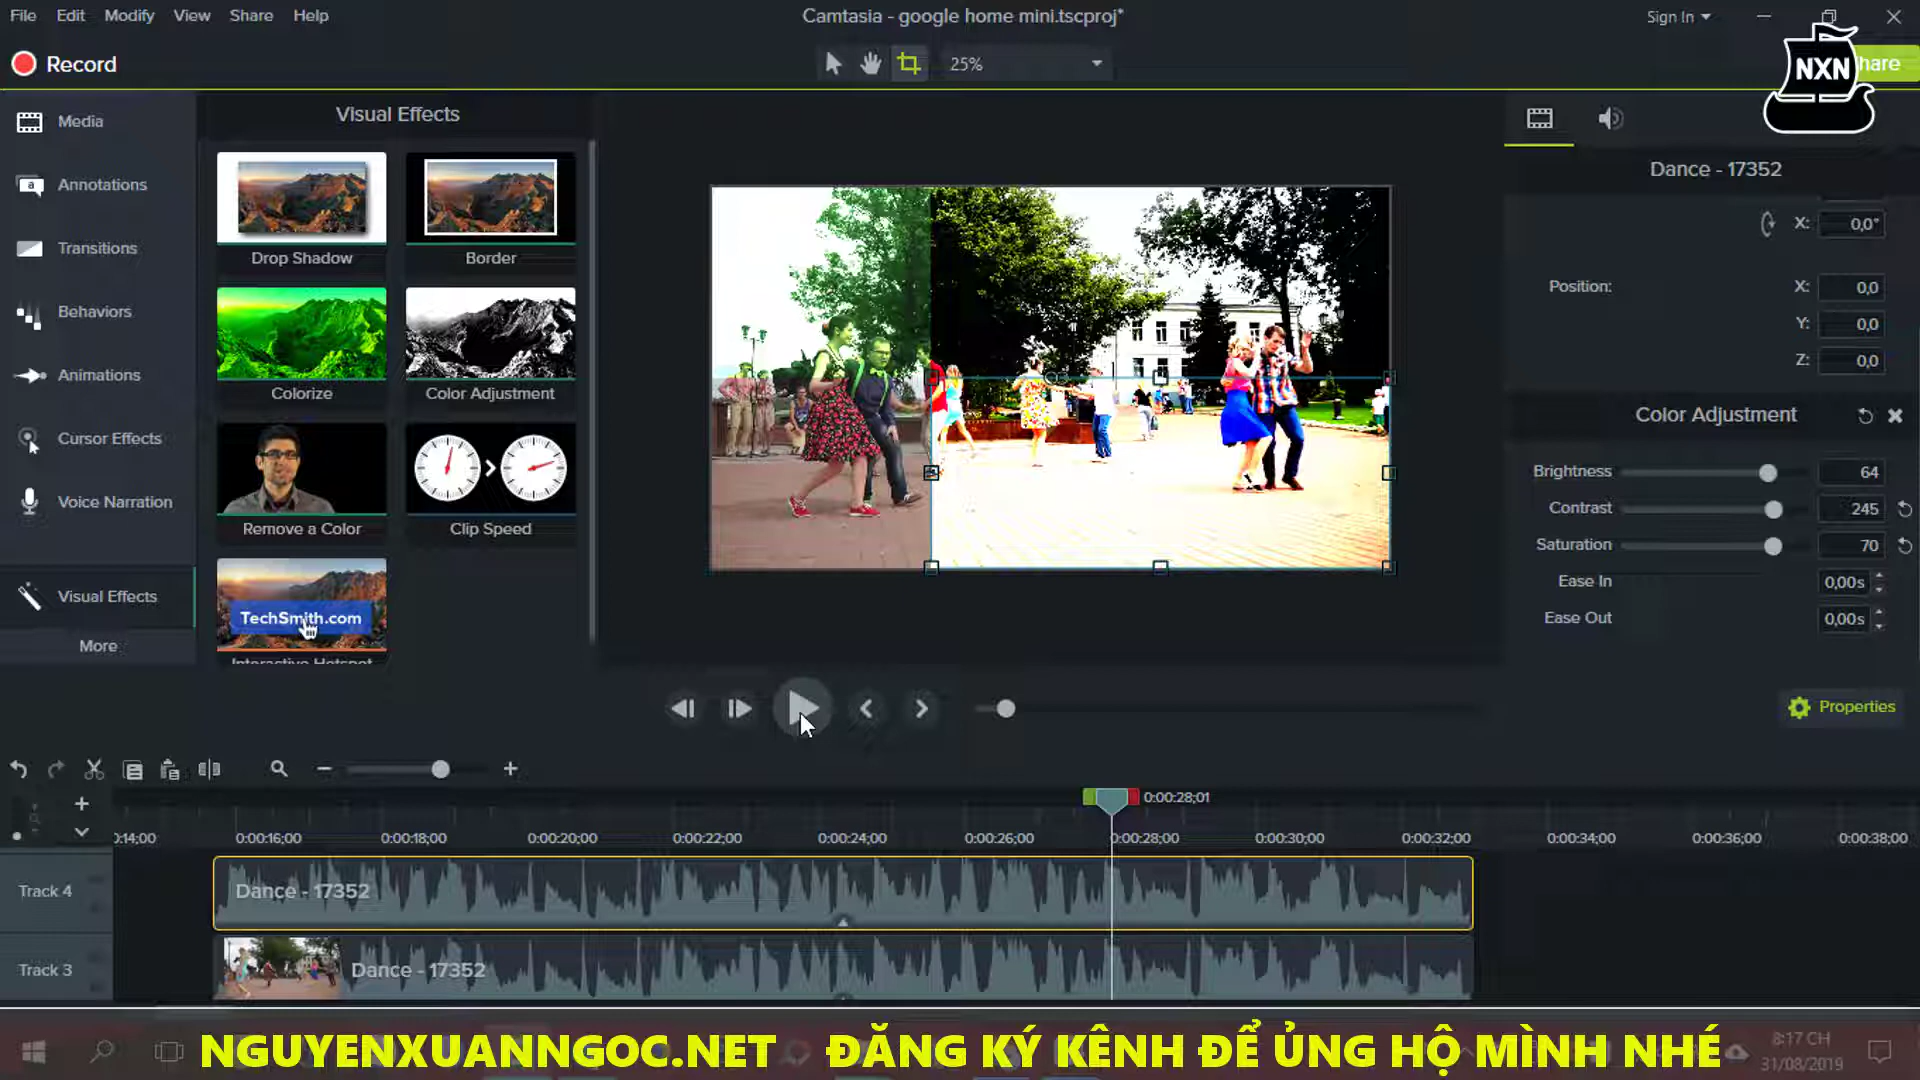 File Edit Modify View Share Help
Camtasia - google home mini.tscproj*
Sign In
Record
25%
hare
NXN
Media
Annotations
Transitions
Behaviors
Animations
Cursor Effects
Voice Narration
Visual Effects
More
Visual Effects
Drop Shadow
Border
Colorize
Color Adjustment
Remove a Color
Clip Speed
TechSmith.com
Interactive Hotspot
Dance - 17352
X: 0,0°
Position: X: 0,0
Y: 0,0
Z: 0,0
Color Adjustment
Brightness 64
Contrast 245
Saturation 70
Ease In 0,00s
Ease Out 0,00s
Properties
0:00:28;01
0:14;00 0:00:16;00 0:00:18;00 0:00:20;00 0:00:22;00 0:00:24;00 0:00:26;00 0:00:28;00 0:00:30;00 0:00:32;00 0:00:34;00 0:00:36;00 0:00:38;00
Track 4
Dance - 17352
Track 3
Dance - 17352
NGUYENXUANNGOC.NET ĐĂNG KÝ KÊNH ĐỂ ỦNG HỘ MÌNH NHÉ
8:17 CH
31/08/2019